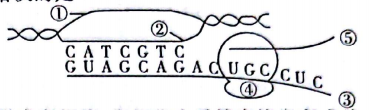 ①
②
⑤
C A T C G T C
G U A G C A G A C U G C C U C
④
③